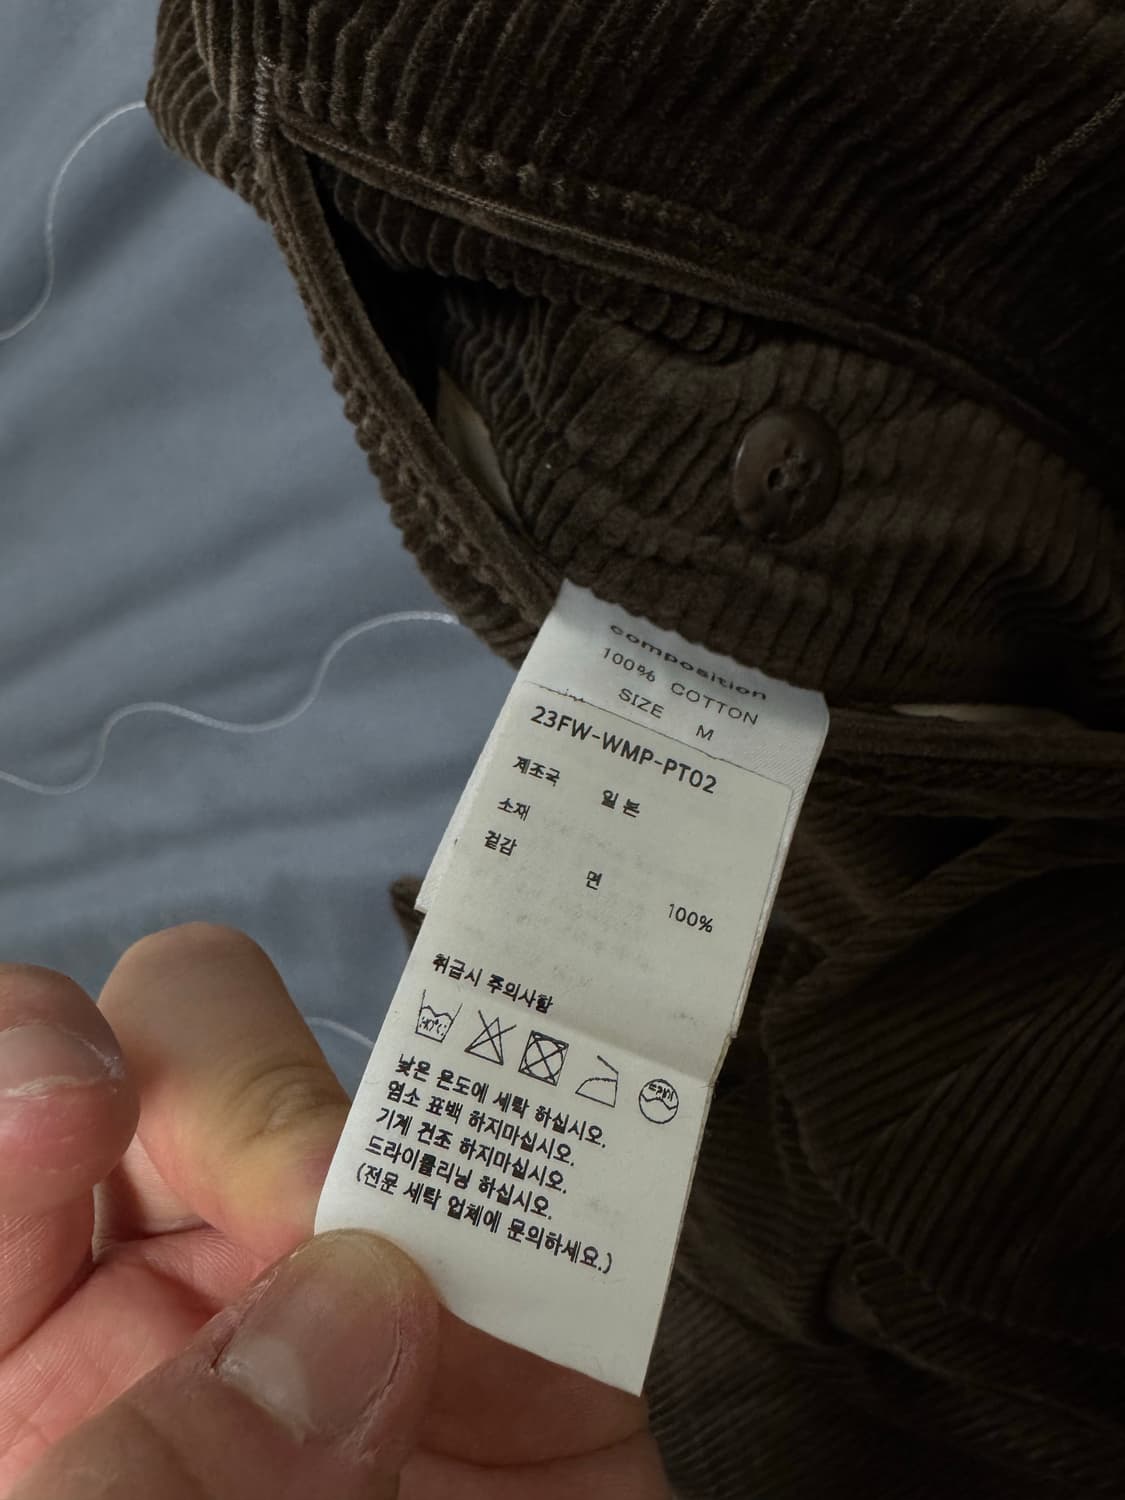 composition
100% COTTON
SIZE M
23FW-WMP-PT02
제조국 일본
소재
겉감
면
100%
취급시 주의사항
드라이
낮은 온도에 세탁 하십시오.
염소 표백 하지마십시오.
기계 건조 하지마십시오.
드라이클리닝 하십시오.
(전문 세탁 업체에 문의하세요.)